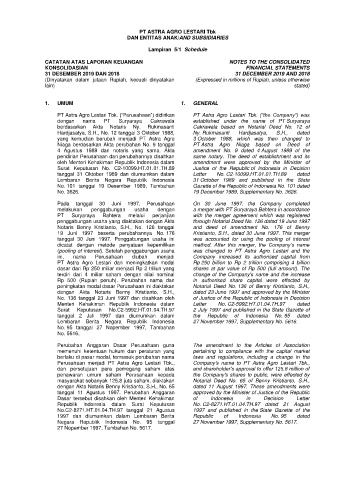 PT ASTRA AGRO LESTARI Tbk
DAN ENTITAS ANAK/AND SUBSIDIARIES
Lampiran 5/1 Schedule
CATATAN ATAS LAPORAN KEUANGAN
KONSOLIDASIAN
31 DESEMBER 2019 DAN 2018
(Dinyatakan dalam jutaan Rupiah, kecuali dinyatakan
lain)
NOTES TO THE CONSOLIDATED
FINANCIAL STATEMENTS
31 DECEMBER 2019 AND 2018
(Expressed in millions of Rupiah, unless otherwise
stated)
1. UMUM
PT Astra Agro Lestari Tbk. ("Perusahaan") didirikan
dengan nama PT Suryaraya Cakrawala
berdasarkan Akta Notaris Ny. Rukmasanti
Hardjasatya, S.H., No. 12 tanggal 3 Oktober 1988,
yang kemudian berubah menjadi PT Astra Agro
Niaga berdasarkan Akta Perubahan No. 9 tanggal
4 Agustus 1989 dari notaris yang sama. Akta
pendirian Perusahaan dan perubahannya disahkan
oleh Menteri Kehakiman Republik Indonesia dalam
Surat Keputusan No. C2-10099.HT.01.01.TH.89
tanggal 31 Oktober 1989 dan diumumkan dalam
Lembaran Berita Negara Republik Indonesia
No. 101 tanggal 19 Desember 1989, Tambahan
No. 3626.
Pada tanggal 30 Juni 1997, Perusahaan
melakukan penggabungan usaha dengan
PT Suryaraya Bahtera melalui perjanjian
penggabungan usaha yang diaktakan dengan Akta
Notaris Benny Kristianto, S.H., No. 126 tanggal
19 Juni 1997 beserta perubahannya No. 176
tanggal 30 Juni 1997. Penggabungan usaha ini
dicatat dengan metode penyatuan kepentikan
(pooling of interest). Setelah penggabungan usaha
ini, nama Perusahaan diubah menjadi
PT Astra Agro Lestari dan meningkatkan modal
dasar dari Rp 250 miliar menjadi Rp 2 triliun yang
terdiri dari 4 miliar saham dengan nilai nominal
Rp 500 (Rupiah penuh). Perubahan nama dan
peningkatan modal dasar Perusahaan ini diaktakan
dengan Akta Notaris Benny Kristianto, S.H.,
No. 136 tanggal 23 Juni 1997 dan disahkan oleh
Menteri Kehakiman Republik Indonesia dalam
Surat Keputusan No.C2-5992.HT.01.04.TH.97
tanggal 2 Juli 1997 dan diumumkan dalam
Lembaran Berita Negara Republik Indonesia
No. 95 tanggal 27 Nopember 1997, Tambahan
No. 5616.
Perubahan Anggaran Dasar Perusahaan guna
memenuhi ketentuan hukum dan peraturan yang
berlaku di pasar modal, termasuk perubahan nama
Perusahaan menjadi PT Astra Agro Lestari Tbk.,
dan persetujuan para pemegang saham atas
penawaran umum saham Perusahaan kepada
masyarakat sebanyak 125,8 juta saham, diaktakan
dengan Akta Notaris Benny Kristianto, S.H., No. 65
tanggal 11 Agustus 1997. Perubahan Anggaran
Dasar tersebut disahkan oleh Menteri Kehakiman
Republik Indonesia dalam Surat Keputusan
No.C2-8271.HT.01.04.TH.97 tanggal 21 Agustus
1997 dan diumumkan dalam Lembaran Berita
Negara Republik Indonesia No. 95 tanggal
27 Nopember 1997, Tambahan No. 5617.
1. GENERAL
PT Astra Agro Lestari Tbk. ("the Company") was
established under the name of PT Suryaraya
Cakrawala based on Notarial Deed No. 12 of
Ny. Rukmasanti Hardjasatya, S.H., dated
3 October 1988, which was then changed to
PT Astra Agro Niaga based on Deed of
amendment No. 9 dated 4 August 1989 of the
same notary. The deed of establishment and its
amendment were approved by the Minister of
Justice of the Republic of Indonesia in Decision
Letter No. C2-10099.HT.01.01.TH.89 dated
31 October 1989 and published in the State
Gazette of the Republic of Indonesia No. 101 dated
19 December 1989, Supplementary No. 3626.
On 30 June 1997, the Company completed
a merger with PT Suryaraya Bahtera in accordance
with the merger agreement which was registered
through Notarial Deed No. 126 dated 19 June 1997
and deed of amendment No. 176 of Benny
Kristianto, S.H., dated 30 June 1997. This merger
was accounted for using the pooling of interest
method. After this merger, the Company's name
was changed to PT Astra Agro Lestari and the
Company increased its authorised capital from
Rp 250 billion to Rp 2 trillion comprising 4 billion
shares at par value of Rp 500 (full amount). The
change of the Company's name and the increase
in authorised share capital were effected by
Notarial Deed No.136 of Benny Kristianto, S.H.,
dated 23 June 1997 and approved by the Minister
of Justice of the Republic of Indonesia in Decision
Letter No. C2-5992.HT.01.04.TH.97 dated
2 July 1997 and published in the State Gazette of
the Republic of Indonesia No. 95 dated
27 November 1997, Supplementary No. 5616.
The amendment to the Articles of Association
pertaining to compliance with the capital market
laws and regulations, including a change in the
Company's name to PT Astra Agro Lestari Tbk.,
and shareholder's approval to offer 125.8 million of
the Company's shares to public, were effected by
Notarial Deed No. 65 of Benny Kristianto, S.H.,
dated 11 August 1997. These amendments were
approved by the Minister of Justice of the Republic
of Indonesia in Decision Letter
No. C2-8271.HT.01.04.TH.97 dated 21 August
1997 and published in the State Gazette of the
Republic of Indonesia No. 95 dated
27 November 1997, Supplementary No. 5617.